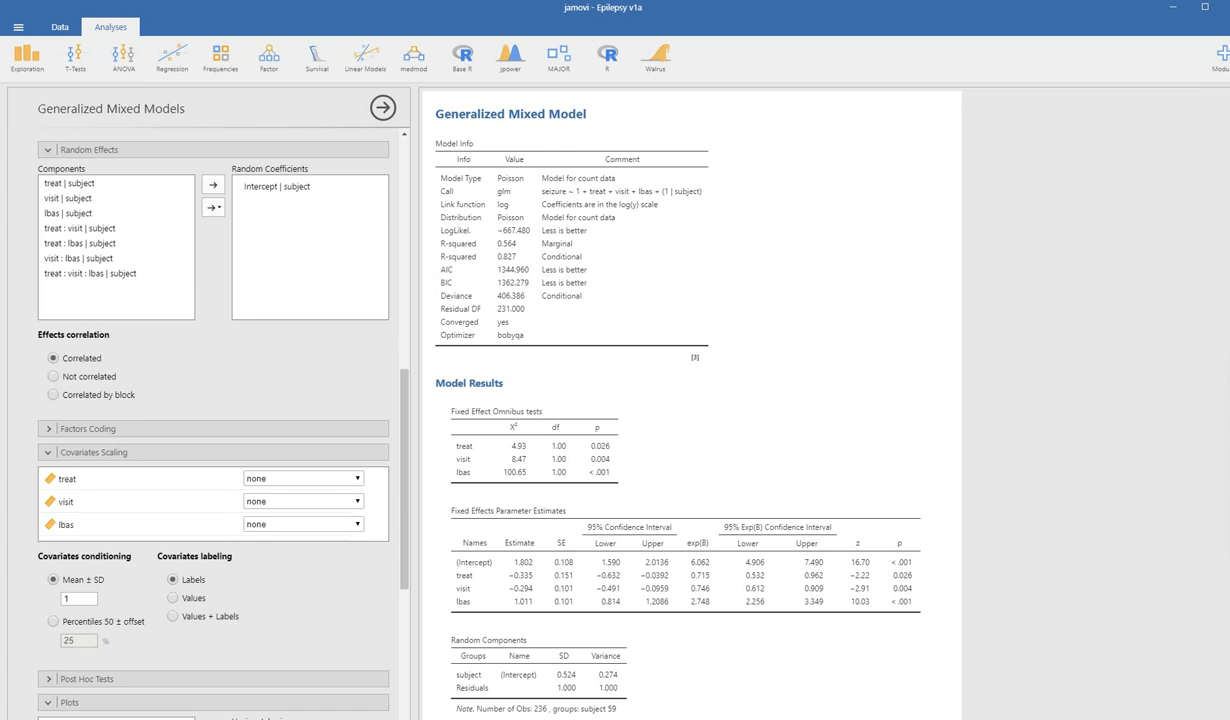 jamovi - Epilepsy v1a
Data Analyses
Exploration T-Tests ANOVA Regression Frequencies Factor Survival Linear Models medmod Base R jpower MAJOR R Walrus Modu
Generalized Mixed Models
Random Effects
Components Random Coefficients
treat | subject
visit | subject
lbas | subject
treat : visit | subject
treat : lbas | subject
visit : lbas | subject
treat : visit : lbas | subject
Intercept | subject
Effects correlation
Correlated
Not correlated
Correlated by block
Factors Coding
Covariates Scaling
treat none
visit none
lbas none
Covariates conditioning Covariates labeling
Mean ± SD Labels
1 Values
Percentiles 50 ± offset Values + Labels
25 %
Post Hoc Tests
Plots
Generalized Mixed Model
Model Info
Info Value Comment
Model Type Poisson Model for count data
Call glm seizure ~ 1 + treat + visit + lbas + (1 | subject)
Link function log Coefficients are in the log(y) scale
Distribution Poisson Model for count data
LogLikel. −667.480 Less is better
R-squared 0.564 Marginal
R-squared 0.827 Conditional
AIC 1344.960 Less is better
BIC 1362.279 Less is better
Deviance 406.386 Conditional
Residual DF 231.000
Converged yes
Optimizer bobyqa
[3]
Model Results
Fixed Effect Omnibus tests
X² df p
treat 4.93 1.00 0.026
visit 8.47 1.00 0.004
lbas 100.65 1.00 < .001
Fixed Effects Parameter Estimates
95% Confidence Interval 95% Exp(B) Confidence Interval
Names Estimate SE Lower Upper exp(B) Lower Upper z p
(Intercept) 1.802 0.108 1.590 2.0136 6.062 4.906 7.490 16.70 < .001
treat −0.335 0.151 −0.632 −0.0392 0.715 0.532 0.962 −2.22 0.026
visit −0.294 0.101 −0.491 −0.0959 0.746 0.612 0.909 −2.91 0.004
lbas 1.011 0.101 0.814 1.2086 2.748 2.256 3.349 10.03 < .001
Random Components
Groups Name SD Variance
subject (Intercept) 0.524 0.274
Residuals 1.000 1.000
Note. Number of Obs: 236 , groups: subject 59